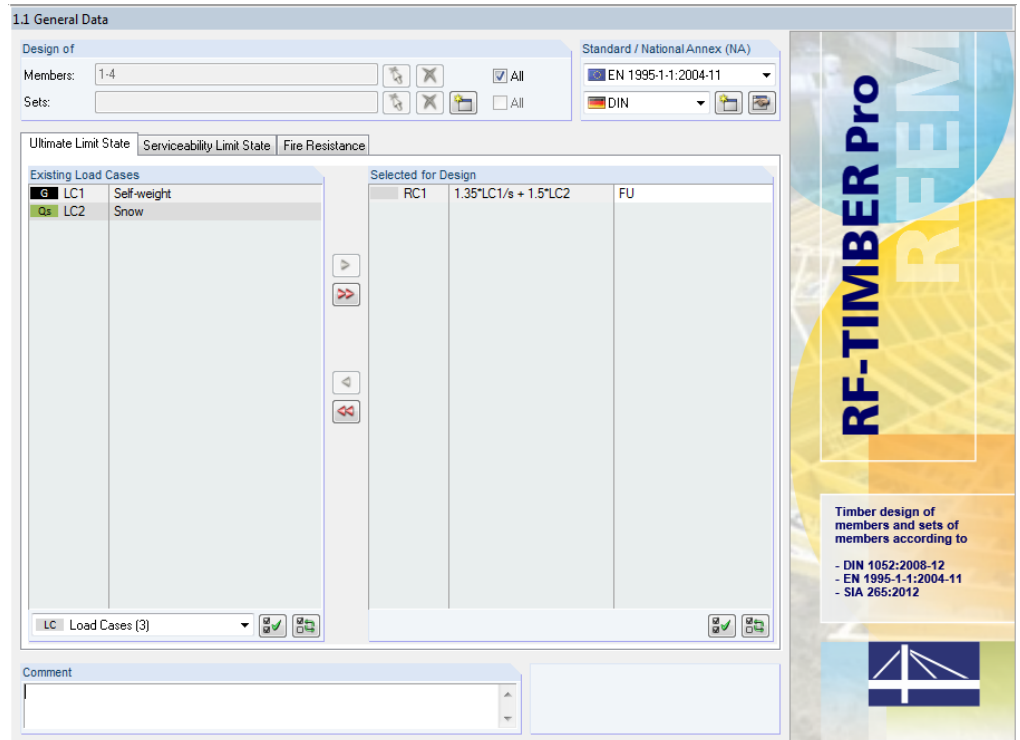 1.1 General Data
Design of
Members: 1-4 All
Sets: All
Standard / National Annex (NA)
EN 1995-1-1:2004-11
DIN
Ultimate Limit State Serviceability Limit State Fire Resistance
Existing Load Cases
G LC1 Self-weight
Qs LC2 Snow
LC Load Cases (3)
Selected for Design
RC1 1.35*LC1/s + 1.5*LC2 FU
Comment
RF-TIMBER Pro
RFEM
Timber design of
members and sets of
members according to
- DIN 1052:2008-12
- EN 1995-1-1:2004-11
- SIA 265:2012